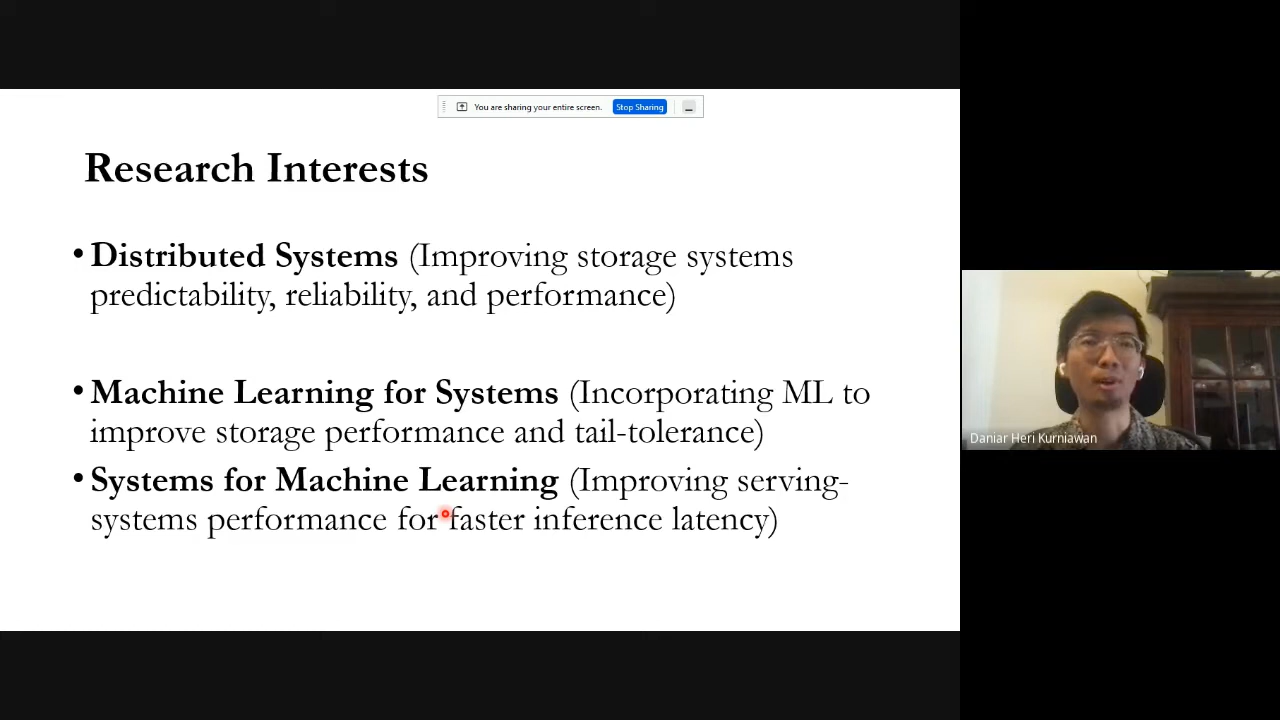 You are sharing your entire screen. Stop Sharing
Research Interests
• Distributed Systems (Improving storage systems
predictability, reliability, and performance)
• Machine Learning for Systems (Incorporating ML to
improve storage performance and tail-tolerance)
• Systems for Machine Learning (Improving serving-
systems performance for faster inference latency)
Daniar Heri Kurniawan